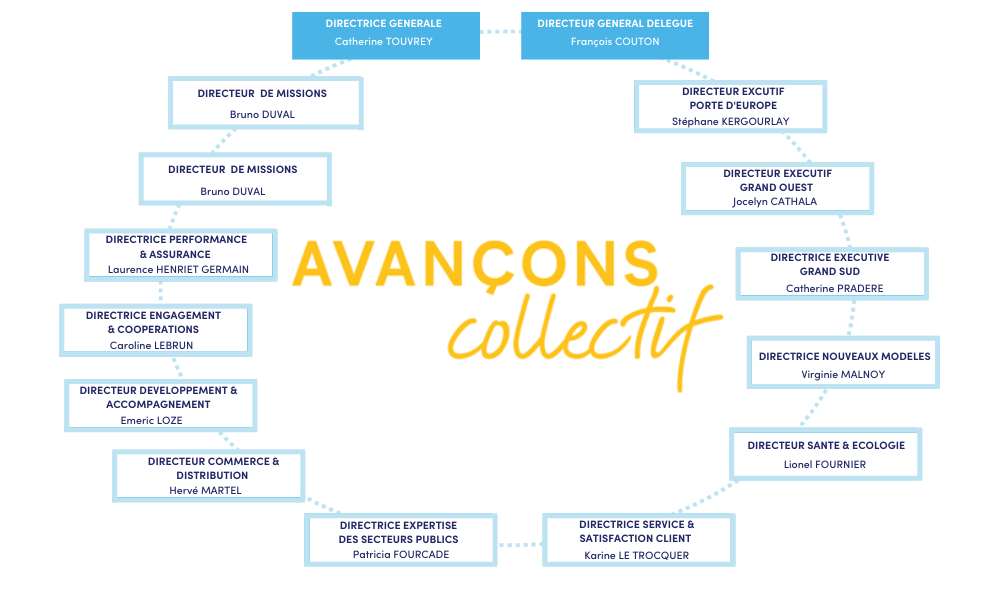 DIRECTRICE GENERALE
Catherine TOUVREY
DIRECTEUR GENERAL DELEGUE
François COUTON
DIRECTEUR DE MISSIONS
Bruno DUVAL
DIRECTEUR EXCUTIF
PORTE D'EUROPE
Stéphane KERGOURLAY
DIRECTEUR DE MISSIONS
Bruno DUVAL
DIRECTEUR EXECUTIF
GRAND OUEST
Jocelyn CATHALA
DIRECTRICE PERFORMANCE
& ASSURANCE
Laurence HENRIET GERMAIN
AVANÇONS
collectif
DIRECTRICE EXECUTIVE
GRAND SUD
Catherine PRADERE
DIRECTRICE ENGAGEMENT
& COOPERATIONS
Caroline LEBRUN
DIRECTRICE NOUVEAUX MODELES
Virginie MALNOY
DIRECTEUR DEVELOPPEMENT &
ACCOMPAGNEMENT
Emeric LOZE
DIRECTEUR SANTE & ECOLOGIE
Lionel FOURNIER
DIRECTEUR COMMERCE &
DISTRIBUTION
Hervé MARTEL
DIRECTRICE EXPERTISE
DES SECTEURS PUBLICS
Patricia FOURCADE
DIRECTRICE SERVICE &
SATISFACTION CLIENT
Karine LE TROCQUER